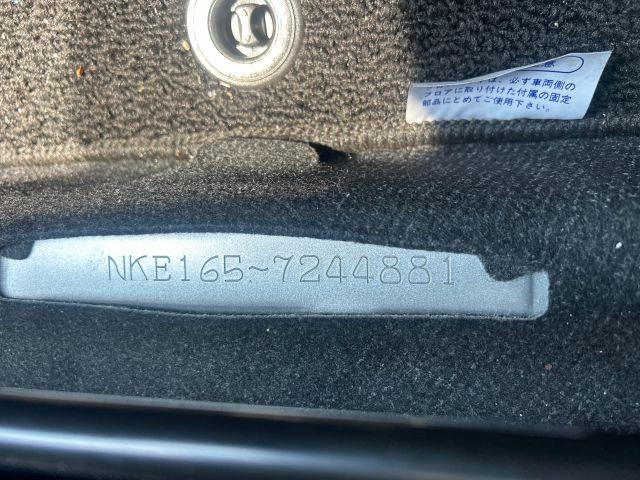 は、必ず車両側の
フロアに取り付けた付属の固定
部品にとめてご使用下さい。
NKE165-7244881